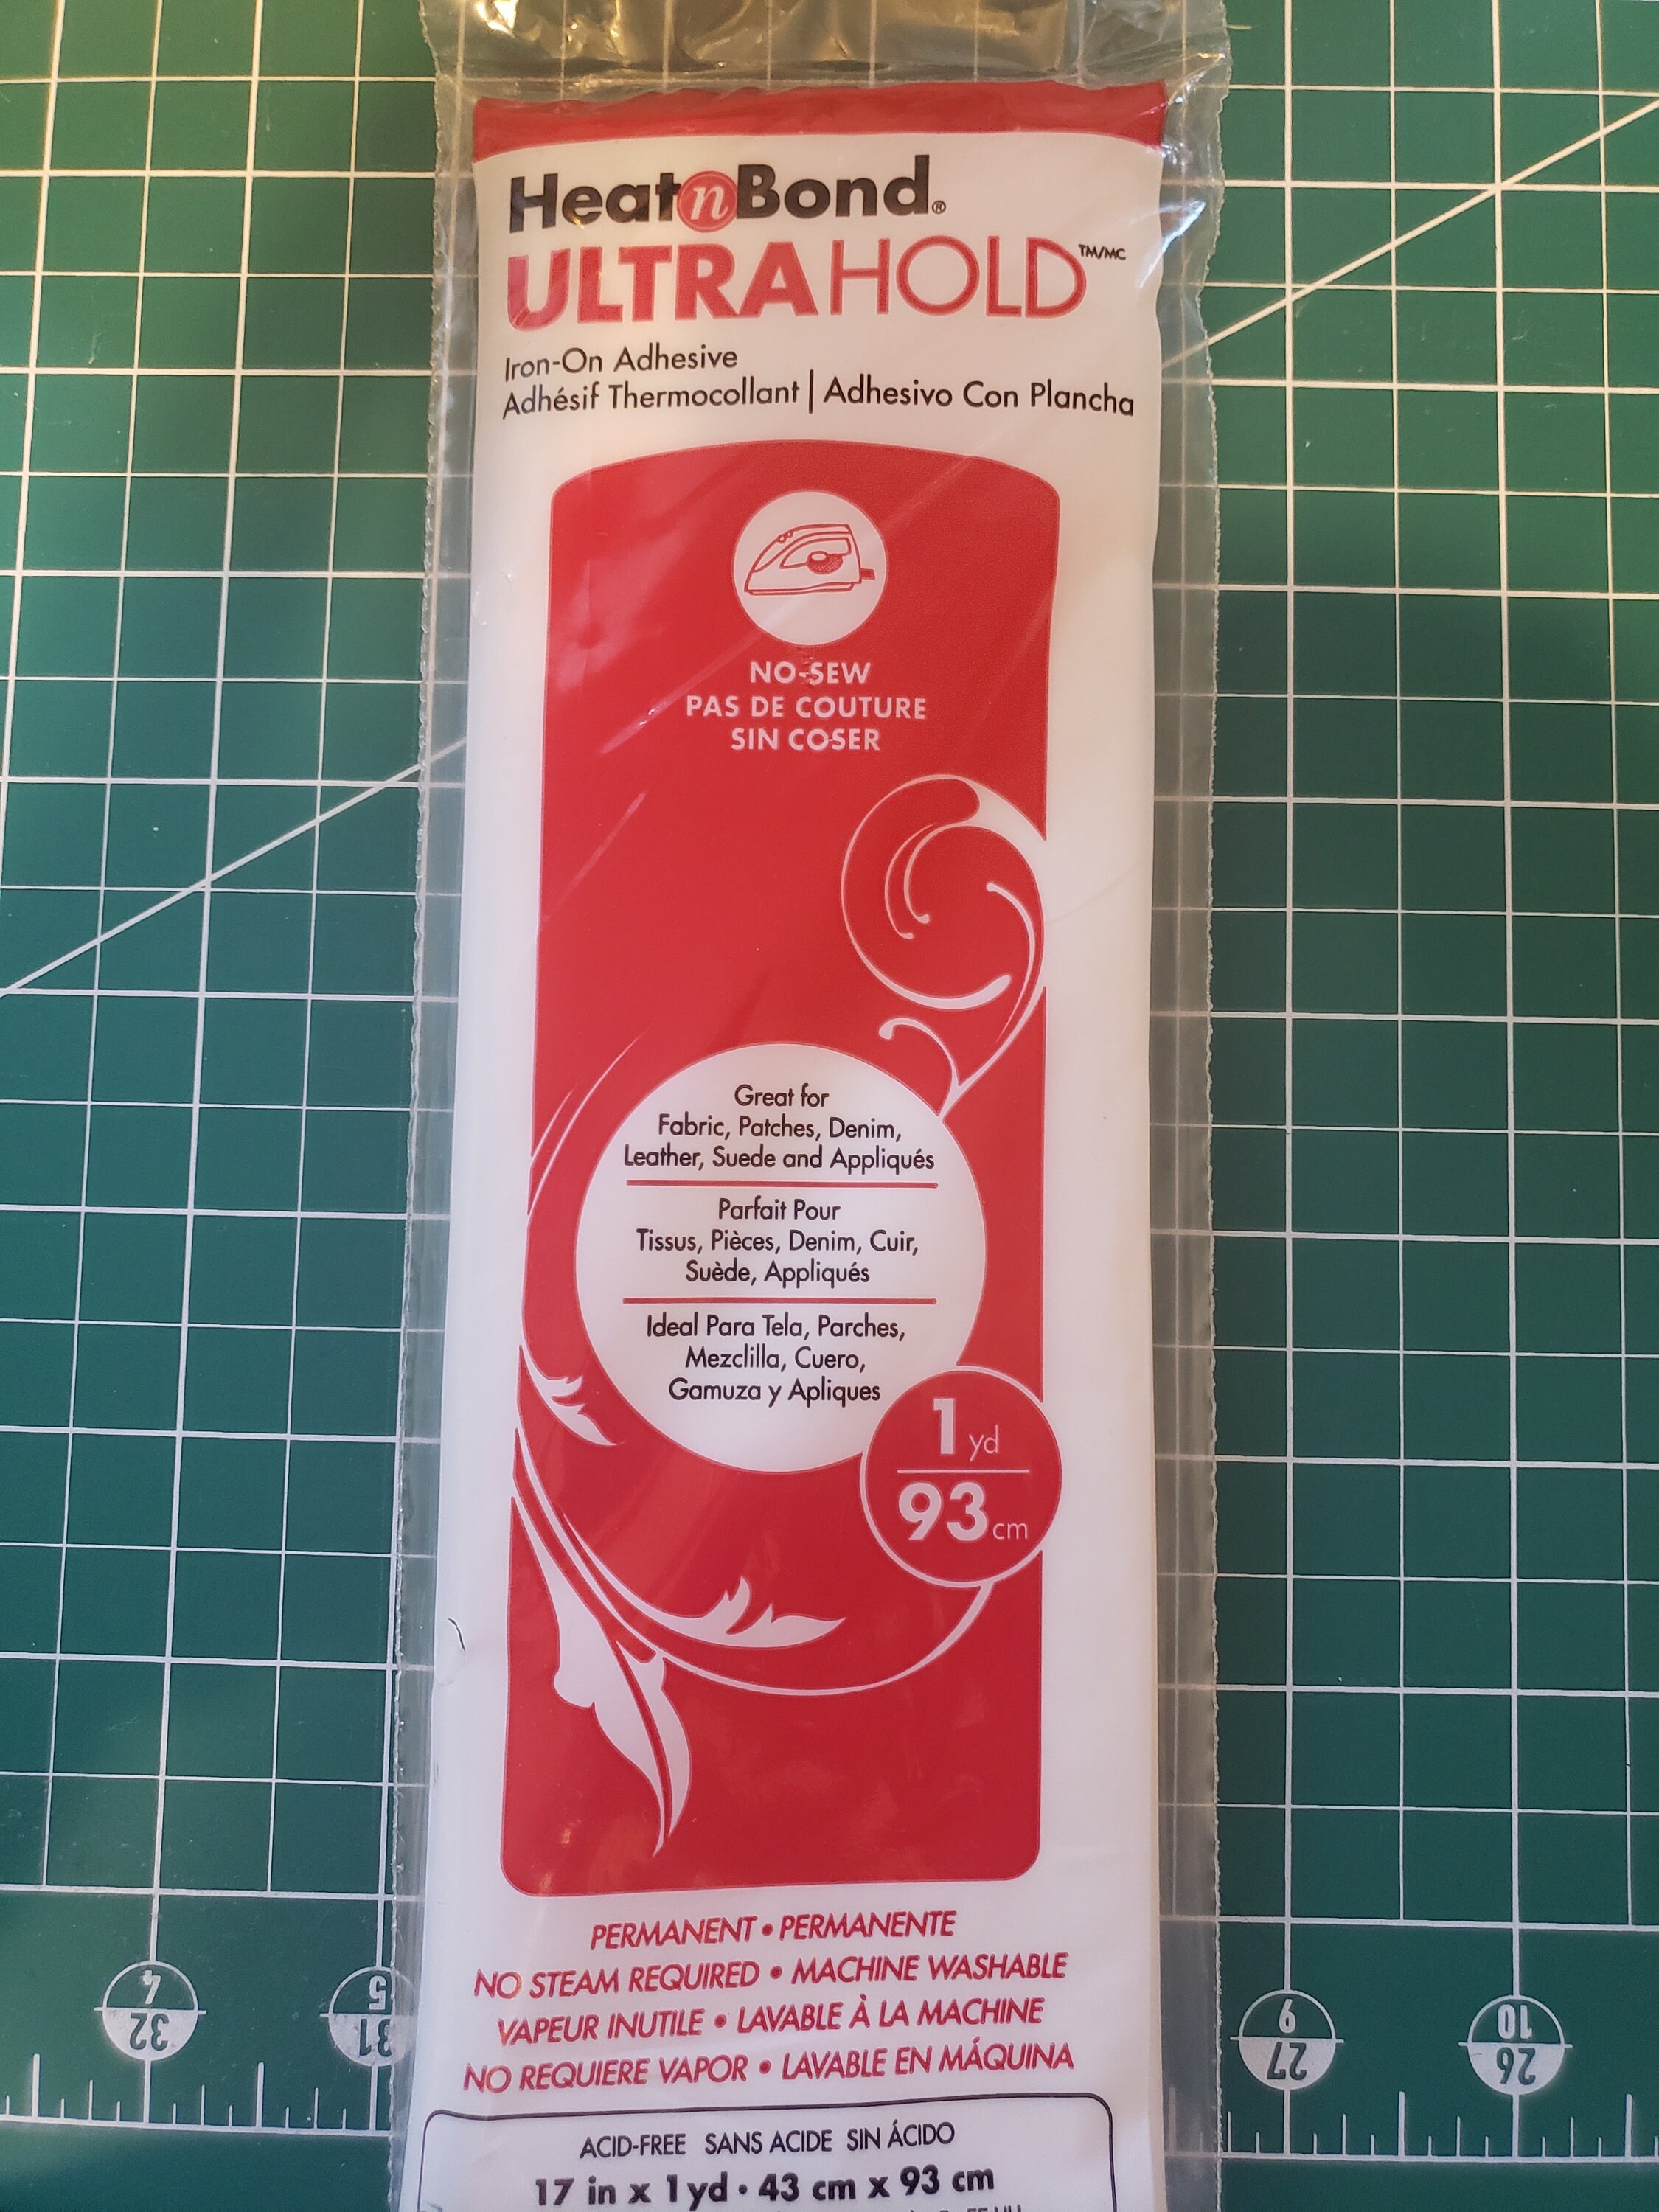 HeatnBond®
ULTRAHOLD™/MC
Iron-On Adhesive
Adhésif Thermocollant | Adhesivo Con Plancha
NO-SEW
PAS DE COUTURE
SIN COSER
Great for
Fabric, Patches, Denim,
Leather, Suede and Appliqués
Parfait Pour
Tissus, Pièces, Denim, Cuir,
Suède, Appliqués
Ideal Para Tela, Parches,
Mezclilla, Cuero,
Gamuza y Apliques
1 yd
93 cm
PERMANENT • PERMANENTE
NO STEAM REQUIRED • MACHINE WASHABLE
VAPEUR INUTILE • LAVABLE À LA MACHINE
NO REQUIERE VAPOR • LAVABLE EN MÁQUINA
ACID-FREE SANS ACIDE SIN ÁCIDO
17 in x 1 yd • 43 cm x 93 cm
4
32
5
31
9
27
10
26